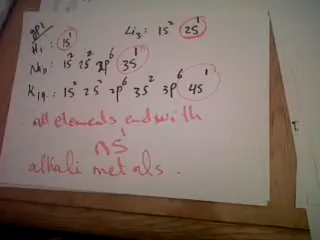 gp1
H₁: 1s¹ Li₃: 1s² 2s¹
Na₁₁: 1s² 2s² 2p⁶ 3s¹
K₁₉: 1s² 2s² 2p⁶ 3s² 3p⁶ 4s¹
all elements end with
ns¹
alkali metals.